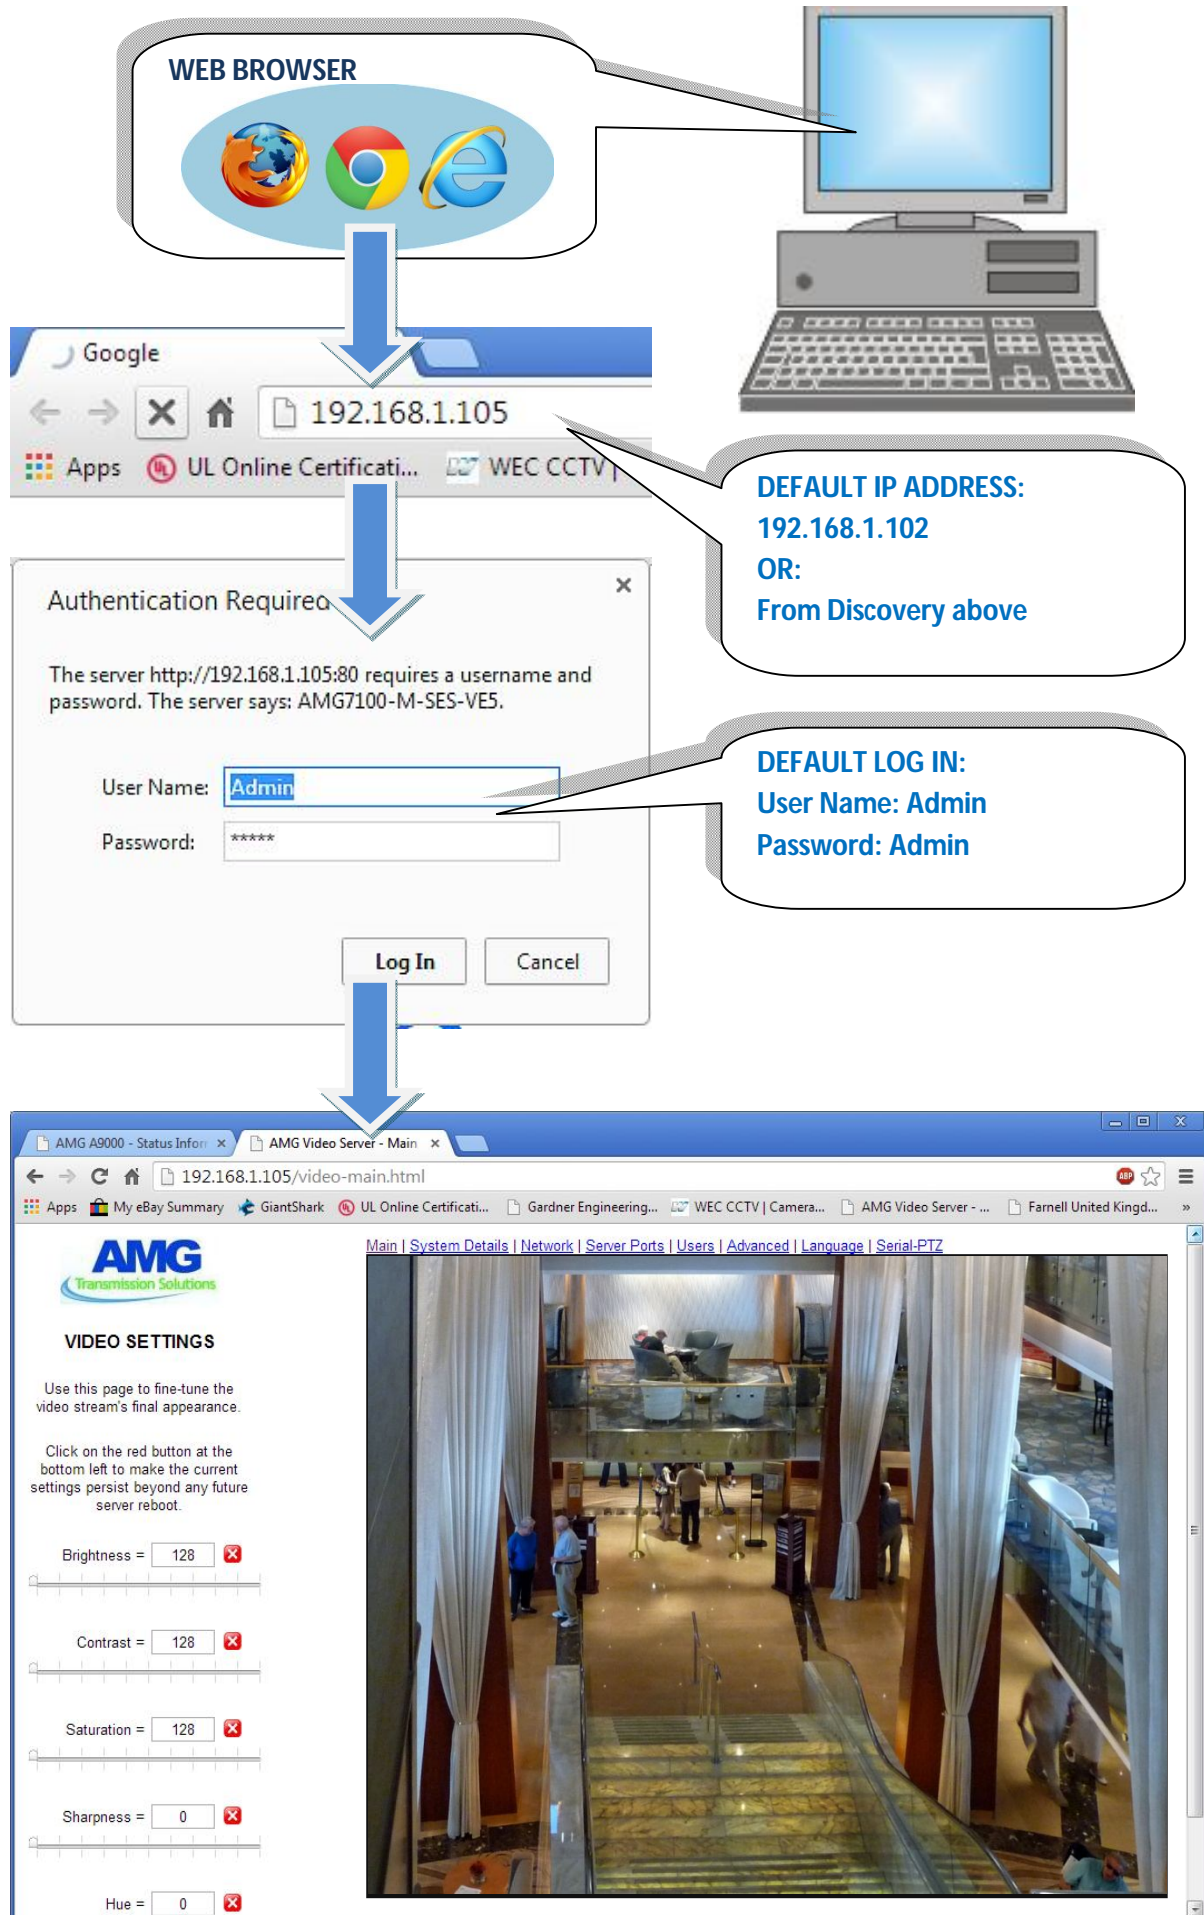 WEB BROWSER
Google
192.168.1.105
Apps UL Online Certificati... WEC CCTV |
DEFAULT IP ADDRESS:
192.168.1.102
OR:
From Discovery above
Authentication Required
The server http://192.168.1.105:80 requires a username and
password. The server says: AMG7100-M-SES-VE5.
User Name: Admin
Password: *****
DEFAULT LOG IN:
User Name: Admin
Password: Admin
Log In Cancel
AMG A9000 - Status Inform AMG Video Server - Main
192.168.1.105/video-main.html
ABP
Apps My eBay Summary GiantShark UL Online Certificati... Gardner Engineering... WEC CCTV | Camera... AMG Video Server - ... Farnell United Kingd... »
AMG
Transmission Solutions
Main | System Details | Network | Server Ports | Users | Advanced | Language | Serial-PTZ
VIDEO SETTINGS
Use this page to fine-tune the
video stream's final appearance.
Click on the red button at the
bottom left to make the current
settings persist beyond any future
server reboot.
Brightness = 128
Contrast = 128
Saturation = 128
Sharpness = 0
Hue = 0